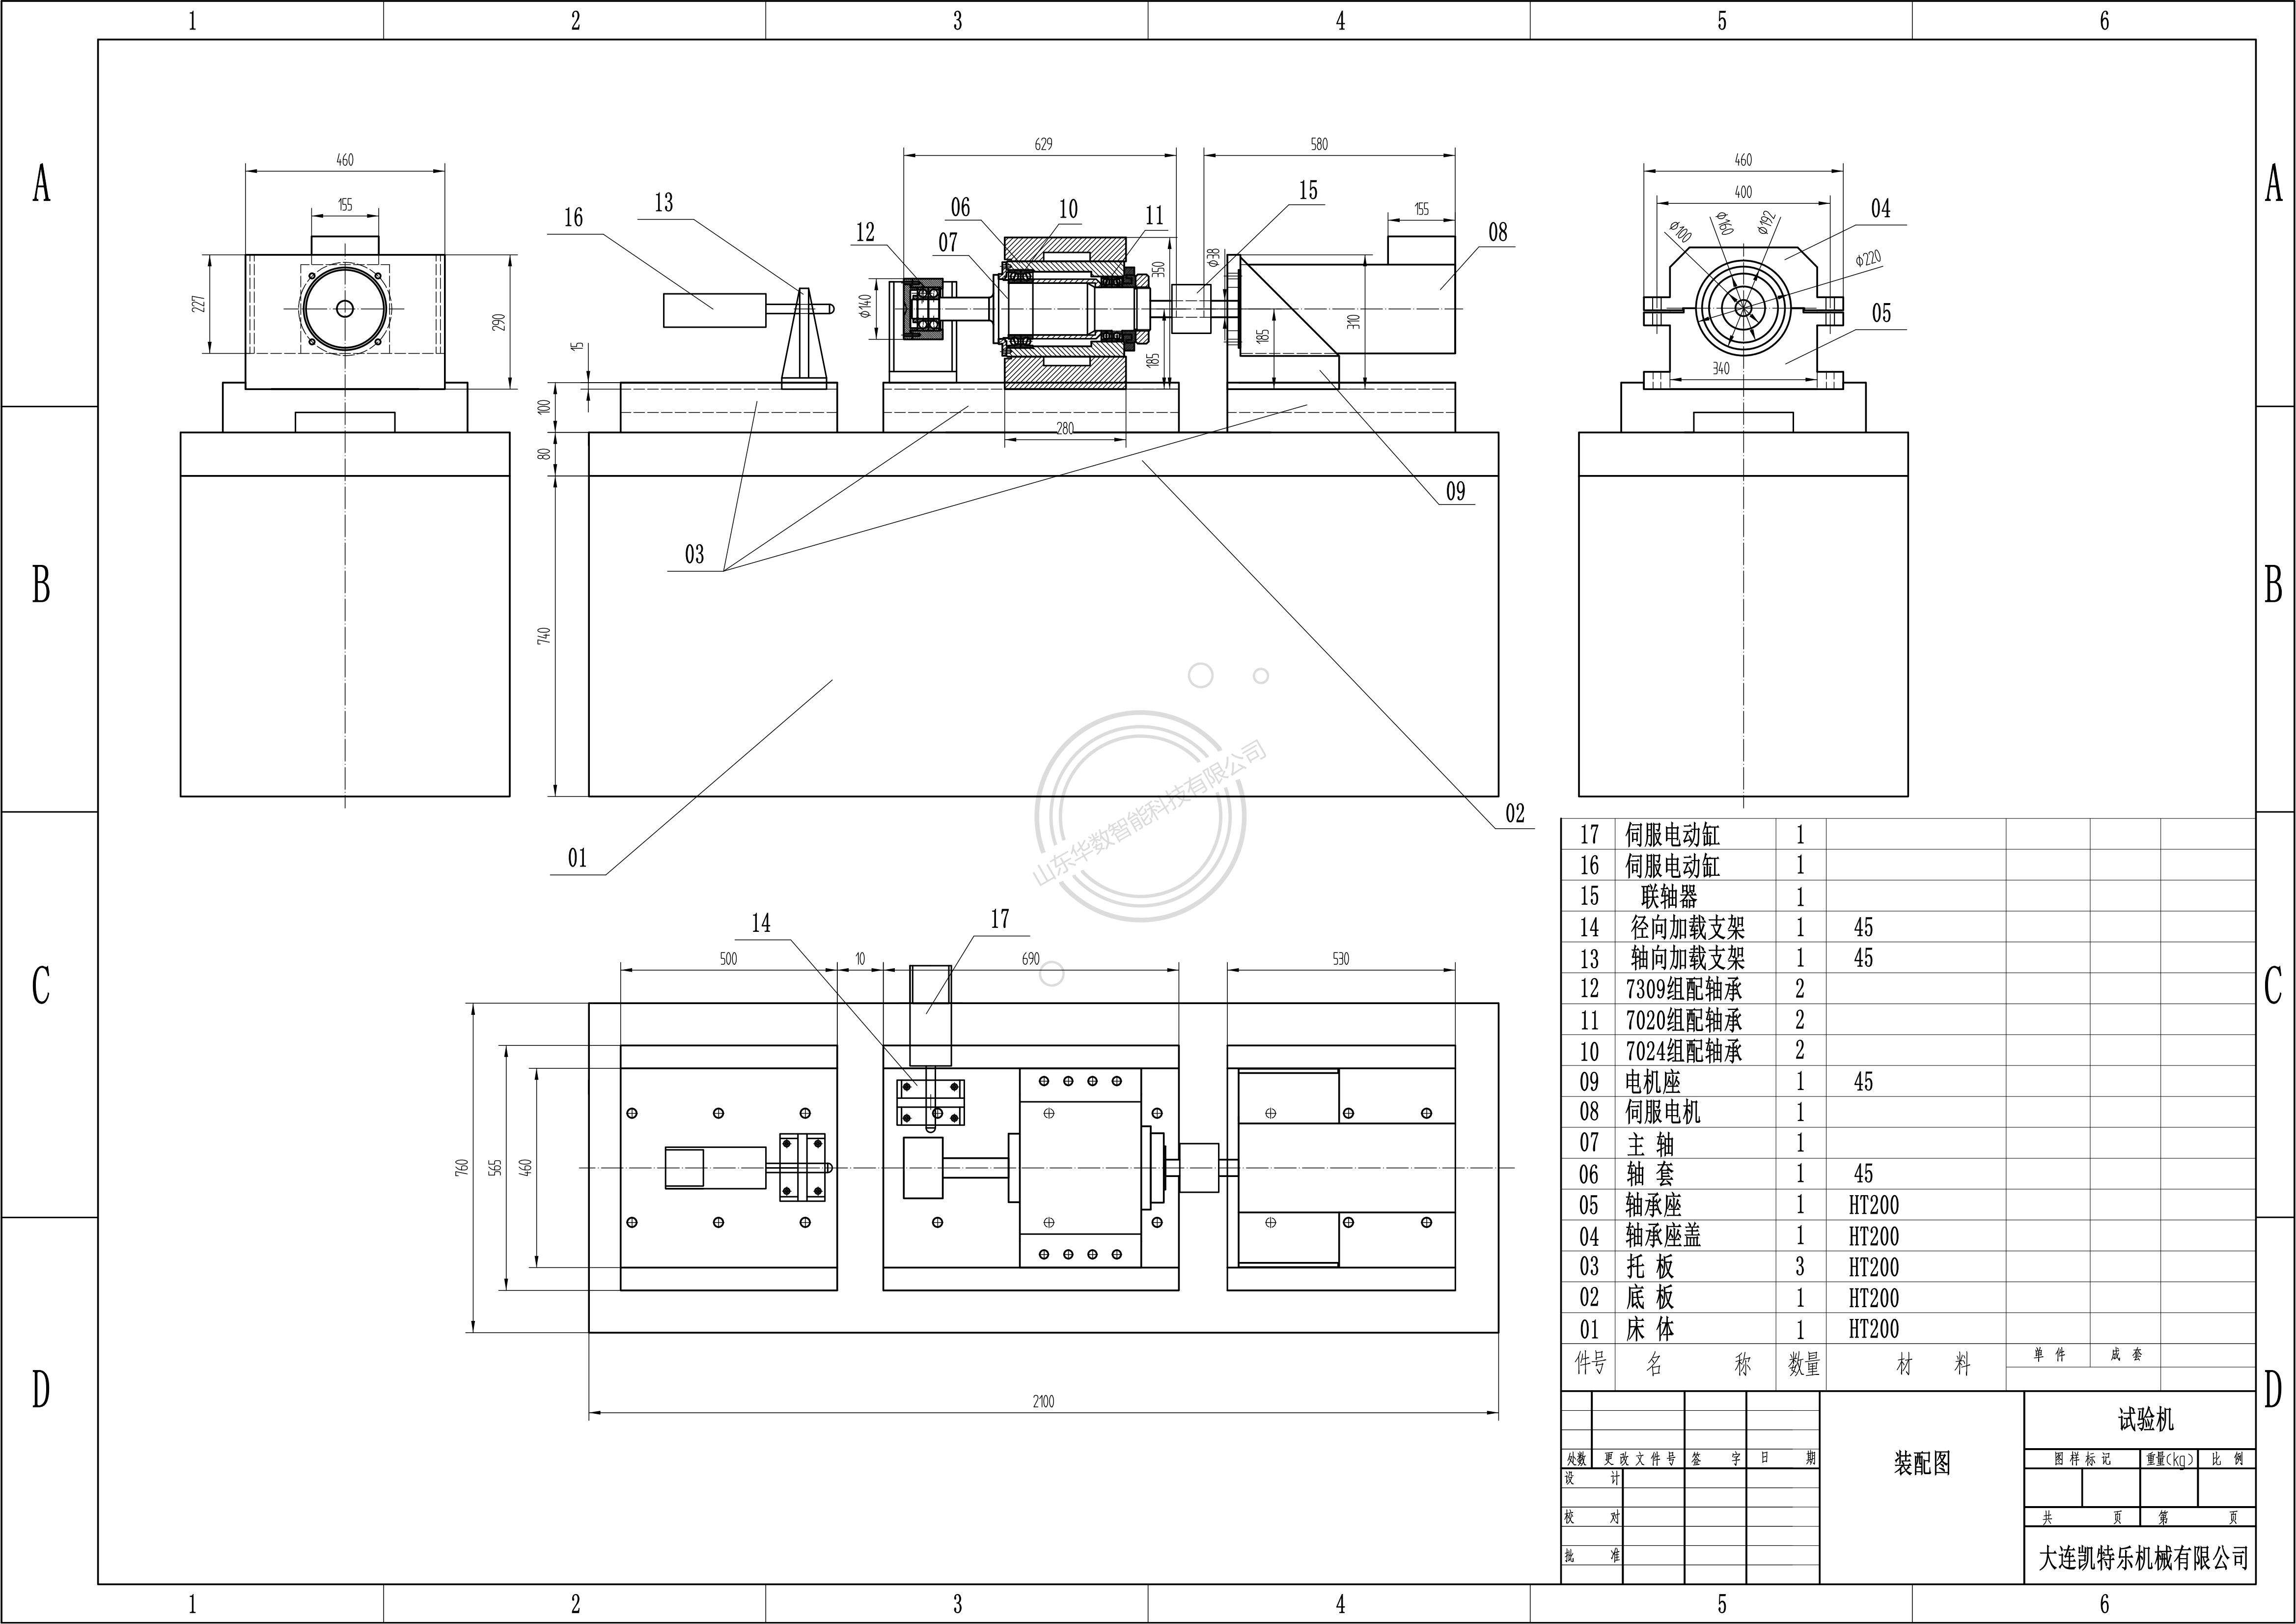 1 2 3 4 5 6
A A
460
155
227
290
16
13
629
580
12
06
07
10
11
15
155
08
Φ140
350
Φ38
185
185
310
15
100
80
740
280
09
03
01
02
460
400
Φ100
Φ160
Φ192
Φ220
04
05
340
B B
山东华数智能科技有限公司
14
17
500 10 690 530
760
565
460
2100
C C
D D
17 伺服电动缸 1
16 伺服电动缸 1
15 联轴器 1
14 径向加载支架 1 45
13 轴向加载支架 1 45
12 7309组配轴承 2
11 7020组配轴承 2
10 7024组配轴承 2
09 电机座 1 45
08 伺服电机 1
07 主 轴 1
06 轴 套 1 45
05 轴承座 1 HT200
04 轴承座盖 1 HT200
03 托 板 3 HT200
02 底 板 1 HT200
01 床 体 1 HT200
件号 名 称 数量 材 料 单 件 成 套
处数 更 改 文 件 号 签 字 日 期
设 计
校 对
批 准
装配图
试验机
图 样 标 记 重量(kg) 比 例
共 页 第 页
大连凯特乐机械有限公司
1 2 3 4 5 6